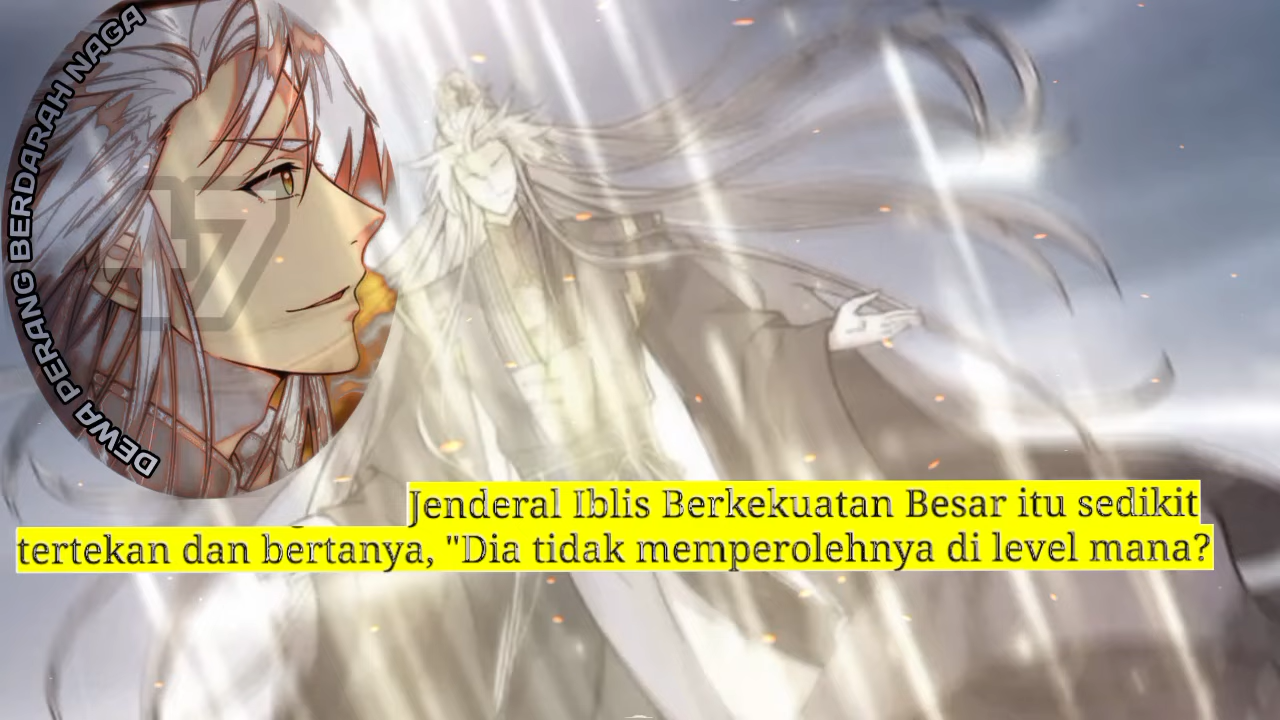 DEWA PERANG BERDARAH NAGA
Jenderal Iblis Berkekuatan Besar itu sedikit
tertekan dan bertanya, "Dia tidak memperolehnya di level mana?